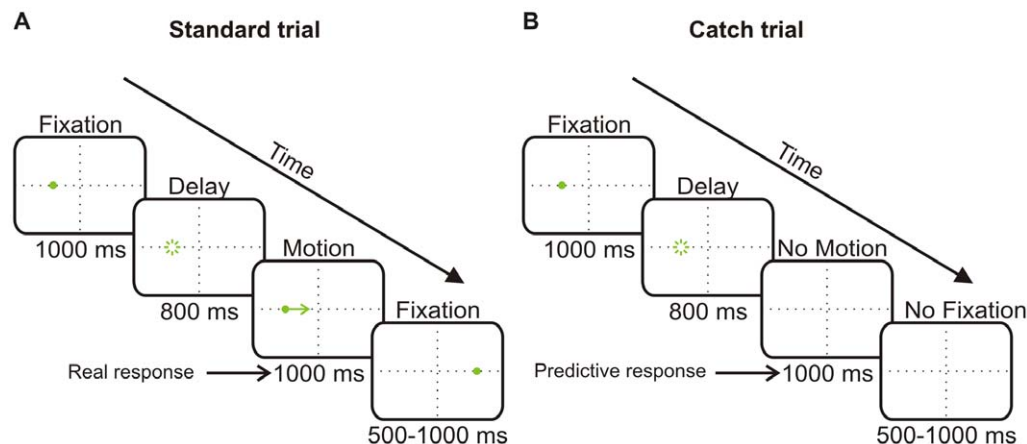 A
Standard trial
Fixation
1000 ms
Time
Delay
800 ms
Motion
Real response
1000 ms
Fixation
500-1000 ms
B
Catch trial
Fixation
1000 ms
Time
Delay
800 ms
No Motion
Predictive response
1000 ms
No Fixation
500-1000 ms